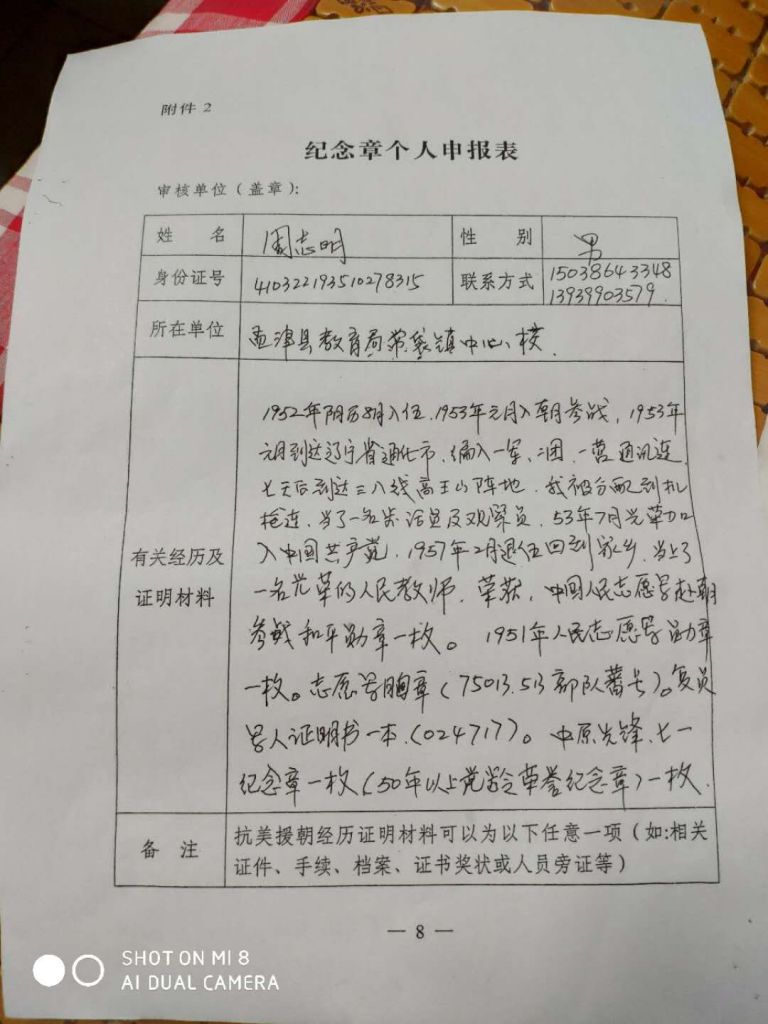 附件 2
纪念章个人申报表
审核单位（盖章）：
姓 名 周志明 性 别 男
身份证号 410322193510278315 联系方式 15038643348
13939903579.
所在单位 孟津县教育局常袋镇中心校.
1952年阴历8月入伍.1953年元月入朝参战，1953年
元月到达辽宁省通化市.编入一军.二团.一营通讯连.
七天后到达三八线高王山阵地.我被分配到机
枪连.当了一名电话员及观察员.53年7月光荣加
入中国共产党.1957年2月退伍回到家乡.当上了
有关经历及
证明材料
一名光荣的人民教师.荣获，中国人民志愿军赴朝
参战和平勋章一枚。1951年人民志愿军勋章
一枚。志愿军胸章（75013.513部队番号）。复员
军人证明书一本.（024717）。中原先锋.七一
纪念章一枚（50年以上党龄荣誉纪念章）一枚.
备 注 抗美援朝经历证明材料可以为以下任意一项（如:相关
证件、手续、档案、证书奖状或人员旁证等）
— 8 —
SHOT ON MI 8
AI DUAL CAMERA